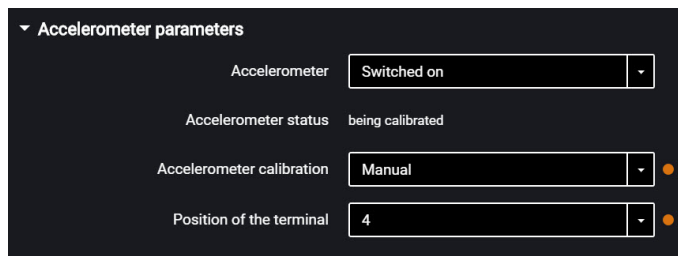 Accelerometer parameters
Accelerometer Switched on
Accelerometer status being calibrated
Accelerometer calibration Manual
Position of the terminal 4